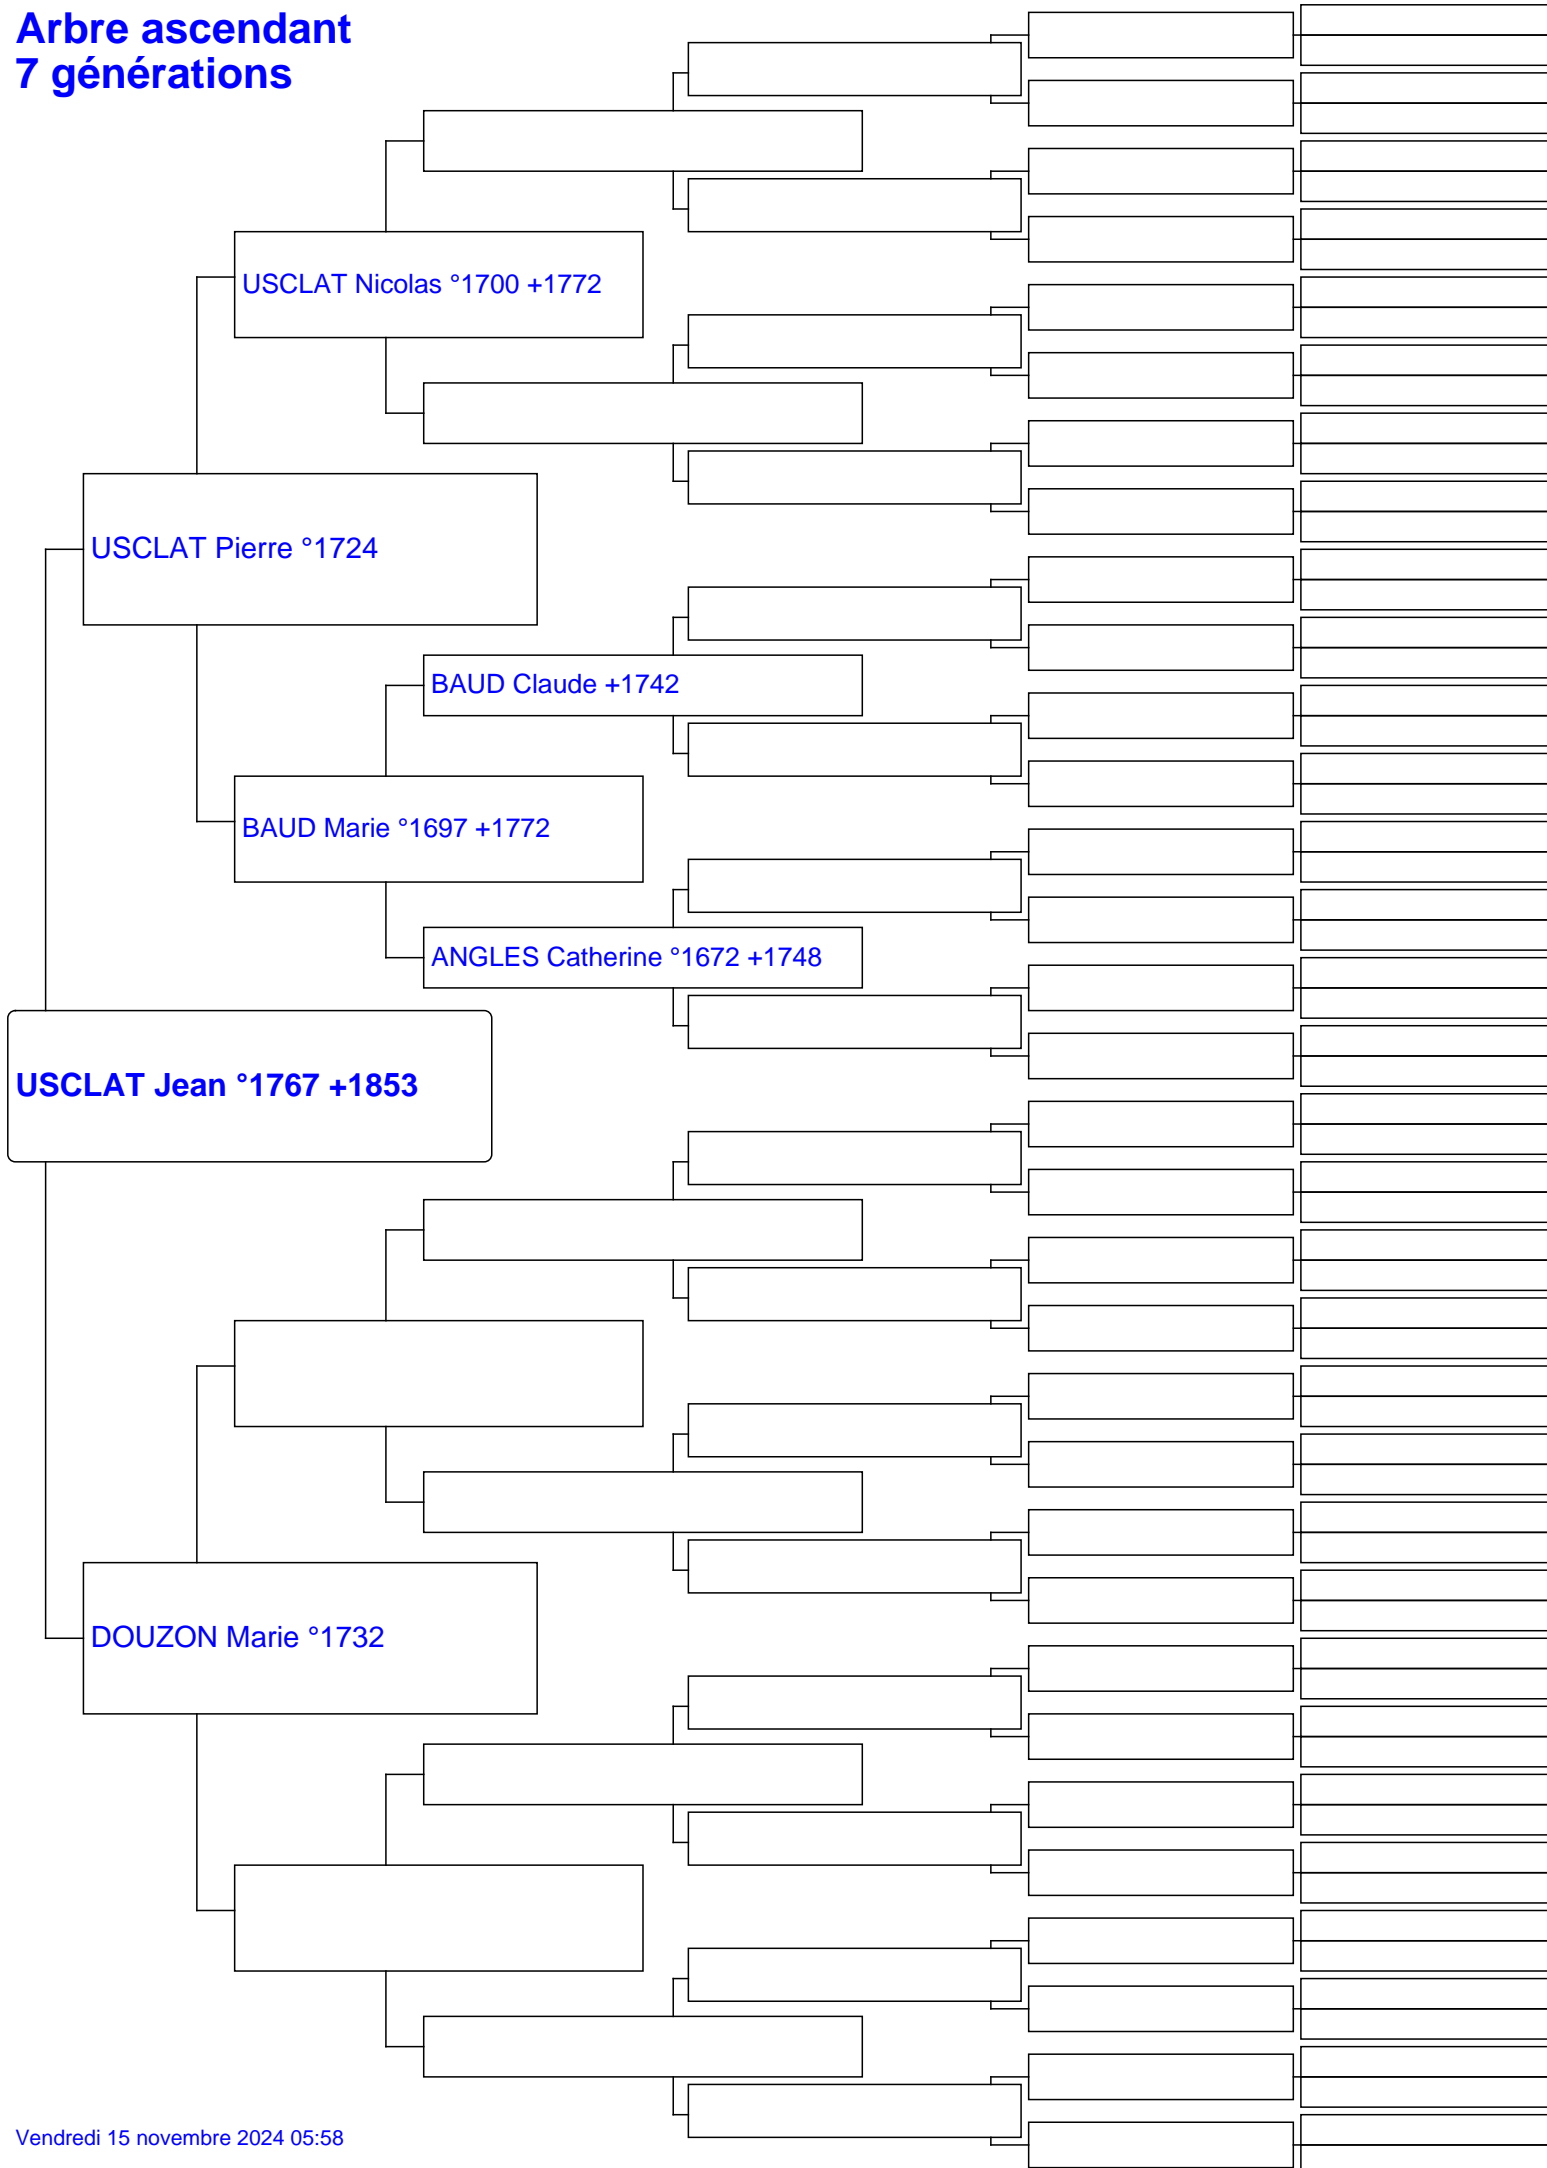 Arbre ascendant
7 générations
USCLAT Nicolas °1700 +1772
USCLAT Pierre °1724
BAUD Claude +1742
BAUD Marie °1697 +1772
ANGLES Catherine °1672 +1748
USCLAT Jean °1767 +1853
DOUZON Marie °1732
Vendredi 15 novembre 2024 05:58